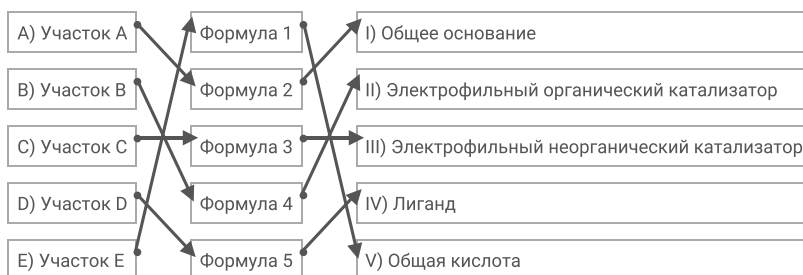 A) Участок A Формула 1 I) Общее основание
B) Участок B Формула 2 II) Электрофильный органический катализатор
C) Участок C Формула 3 III) Электрофильный неорганический катализатор
D) Участок D Формула 4 IV) Лиганд
E) Участок E Формула 5 V) Общая кислота